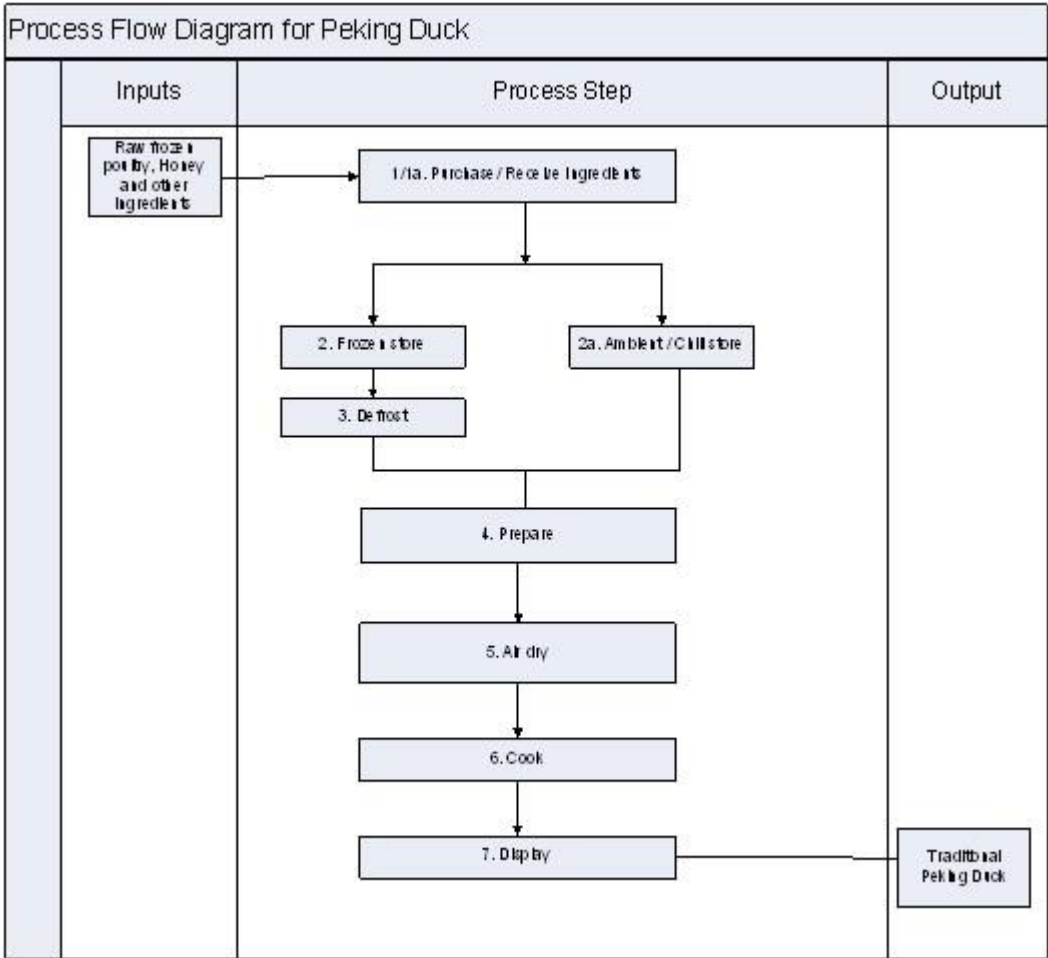 Process Flow Diagram for Peking Duck
Inputs
Process Step
Output
Raw frozen
poultry, Honey
and other
Ingredients
1/1a. Purchase / Receive Ingredients
2. Frozen store
2a. Ambient / Chill store
3. Defrost
4. Prepare
5. Air dry
6. Cook
7. Display
Traditional
Peking Duck